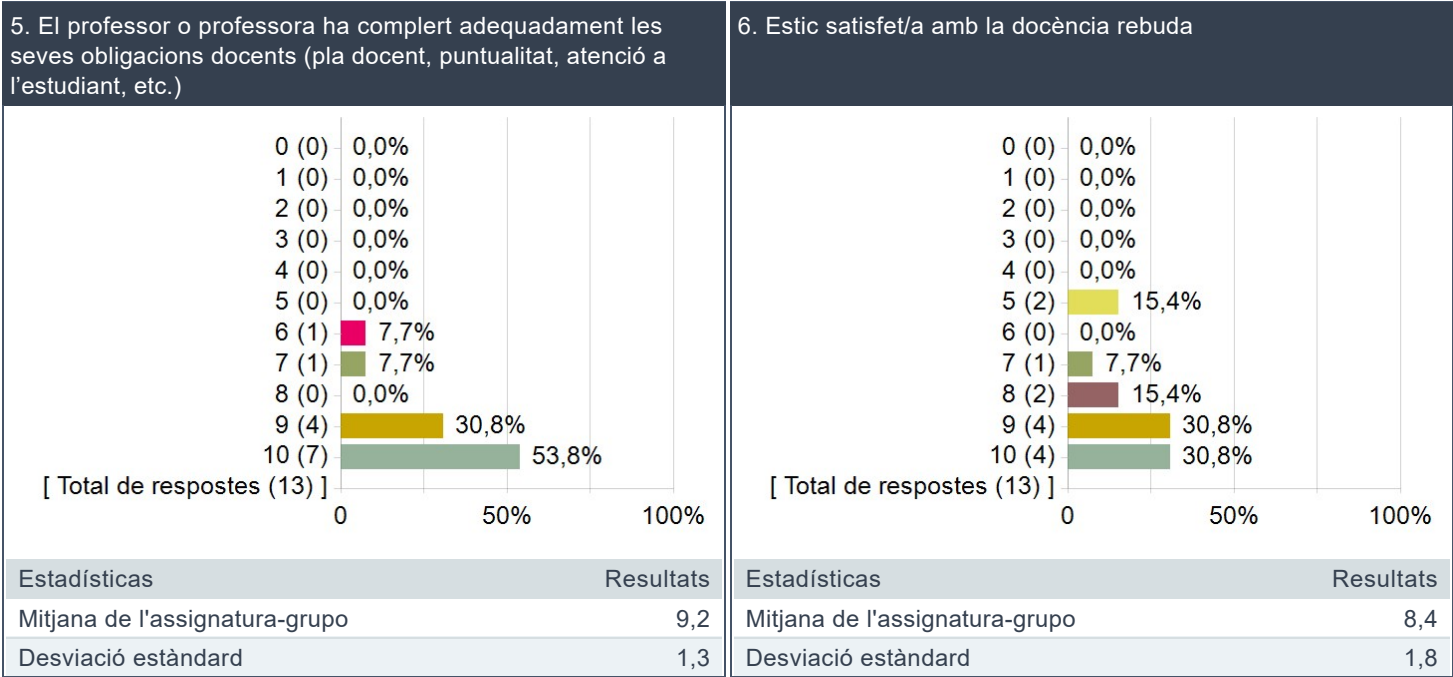 5. El professor o professora ha complert adequadament les
seves obligacions docents (pla docent, puntualitat, atenció a
l’estudiant, etc.)
0 (0) 0,0%
1 (0) 0,0%
2 (0) 0,0%
3 (0) 0,0%
4 (0) 0,0%
5 (0) 0,0%
6 (1) 7,7%
7 (1) 7,7%
8 (0) 0,0%
9 (4) 30,8%
10 (7) 53,8%
[ Total de respostes (13) ]
0 50% 100%
Estadísticas Resultats
Mitjana de l'assignatura-grupo 9,2
Desviació estàndard 1,3
6. Estic satisfet/a amb la docència rebuda
0 (0) 0,0%
1 (0) 0,0%
2 (0) 0,0%
3 (0) 0,0%
4 (0) 0,0%
5 (2) 15,4%
6 (0) 0,0%
7 (1) 7,7%
8 (2) 15,4%
9 (4) 30,8%
10 (4) 30,8%
[ Total de respostes (13) ]
0 50% 100%
Estadísticas Resultats
Mitjana de l'assignatura-grupo 8,4
Desviació estàndard 1,8